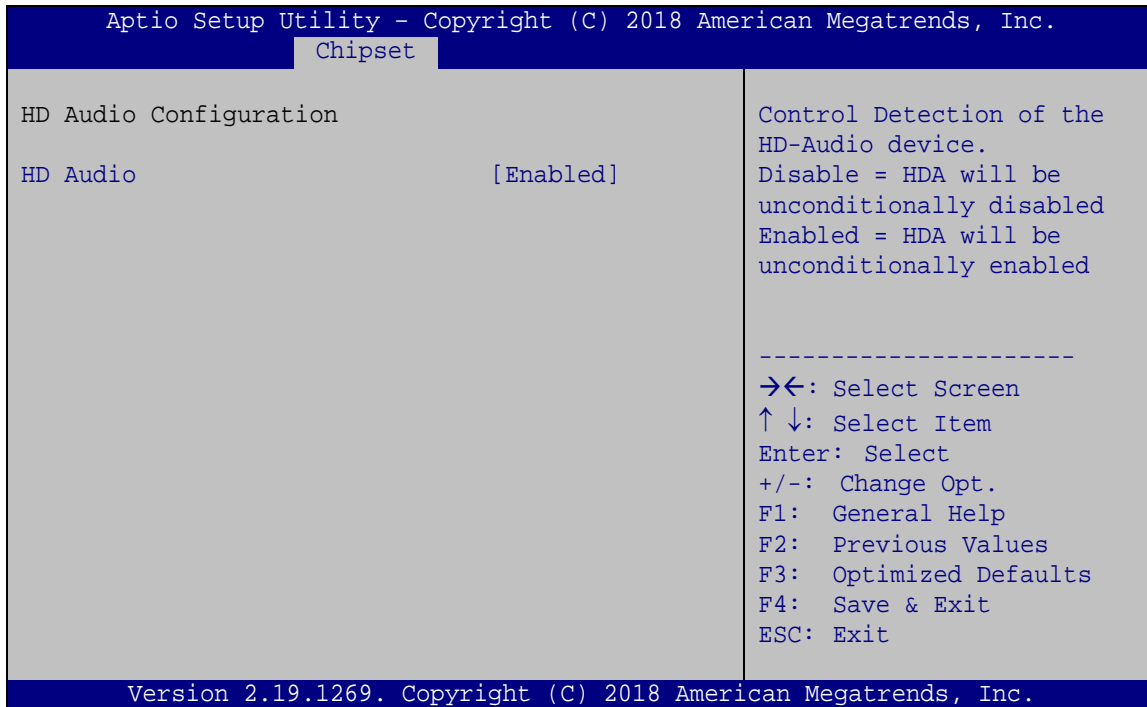 Aptio Setup Utility – Copyright (C) 2018 American Megatrends, Inc.
Chipset
HD Audio Configuration
HD Audio [Enabled]
Control Detection of the
HD-Audio device.
Disable = HDA will be
unconditionally disabled
Enabled = HDA will be
unconditionally enabled
----------------------
→←: Select Screen
↑ ↓: Select Item
Enter: Select
+/-: Change Opt.
F1: General Help
F2: Previous Values
F3: Optimized Defaults
F4: Save & Exit
ESC: Exit
Version 2.19.1269. Copyright (C) 2018 American Megatrends, Inc.